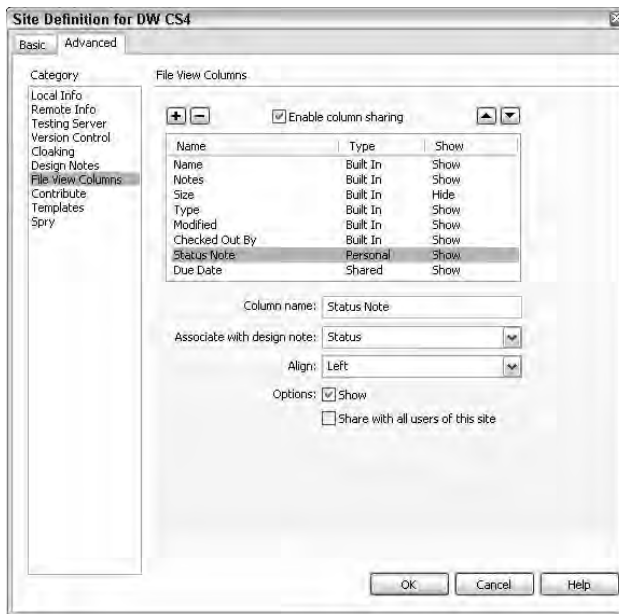 Site Definition for DW CS4
Basic Advanced
Category File View Columns
Local Info
Remote Info
Testing Server
Version Control
Cloaking
Design Notes
File View Columns
Contribute
Templates
Spry
Enable column sharing
Name Type Show
Name Built In Show
Notes Built In Show
Size Built In Hide
Type Built In Show
Modified Built In Show
Checked Out By Built In Show
Status Note Personal Show
Due Date Shared Show
Column name: Status Note
Associate with design note: Status
Align: Left
Options: Show
Share with all users of this site
OK Cancel Help